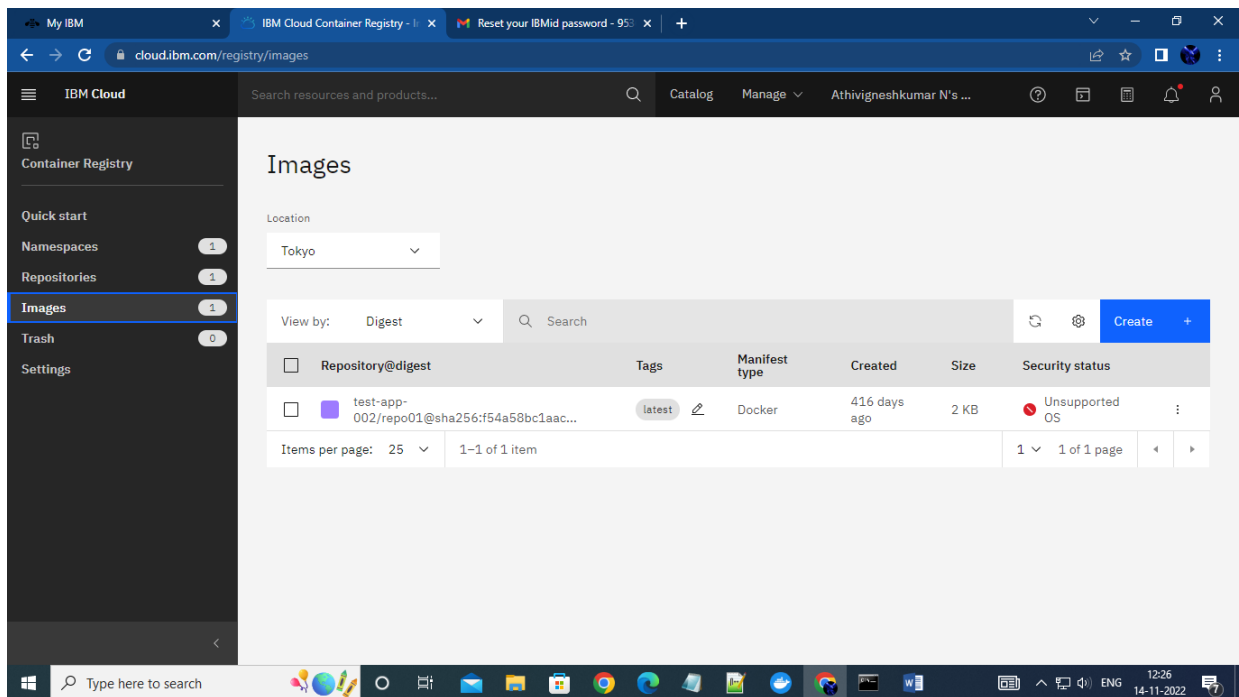 My IBM
IBM Cloud Container Registry - I
Reset your IBMid password - 953
cloud.ibm.com/registry/images
IBM Cloud
Search resources and products...
Catalog
Manage
Athivigneshkumar N's ...
Container Registry
Quick start
Namespaces 1
Repositories 1
Images 1
Trash 0
Settings
Images
Location
Tokyo
View by: Digest
Search
Create +
Repository@digest Tags Manifest type Created Size Security status
test-app-
002/repo01@sha256:f54a58bc1aac...
latest
Docker
416 days
ago
2 KB
Unsupported
OS
Items per page: 25
1–1 of 1 item
1
1 of 1 page
Type here to search
ENG
12:26
14-11-2022